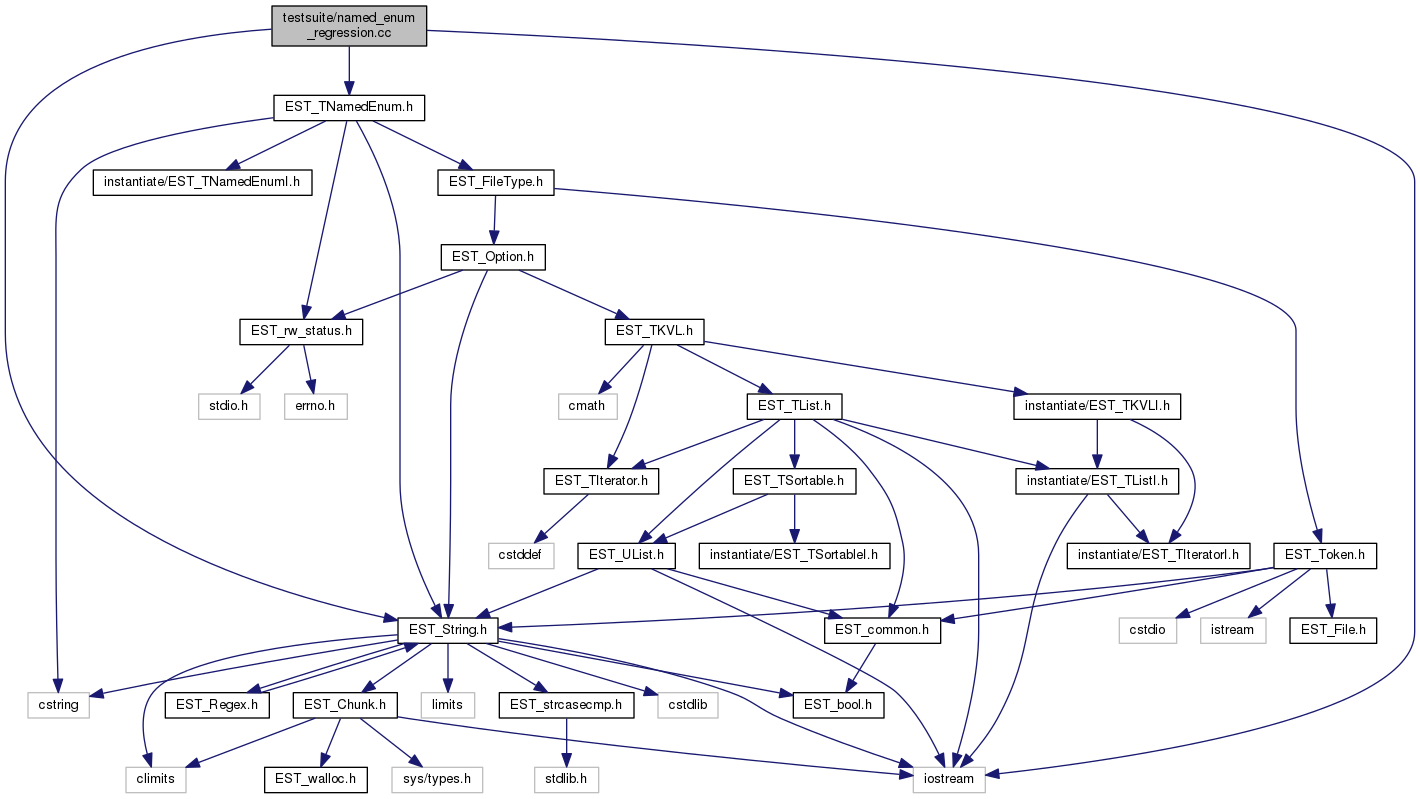 testsuite/named_enum
_regression.cc
EST_TNamedEnum.h
instantiate/EST_TNamedEnumI.h
EST_FileType.h
EST_Option.h
EST_rw_status.h
EST_TKVL.h
stdio.h
errno.h
cmath
EST_TList.h
instantiate/EST_TKVLI.h
EST_TIterator.h
EST_TSortable.h
instantiate/EST_TListI.h
cstddef
EST_UList.h
instantiate/EST_TSortableI.h
instantiate/EST_TIteratorI.h
EST_Token.h
EST_String.h
EST_common.h
cstdio
istream
EST_File.h
cstring
EST_Regex.h
EST_Chunk.h
limits
EST_strcasecmp.h
cstdlib
EST_bool.h
climits
EST_walloc.h
sys/types.h
stdlib.h
iostream